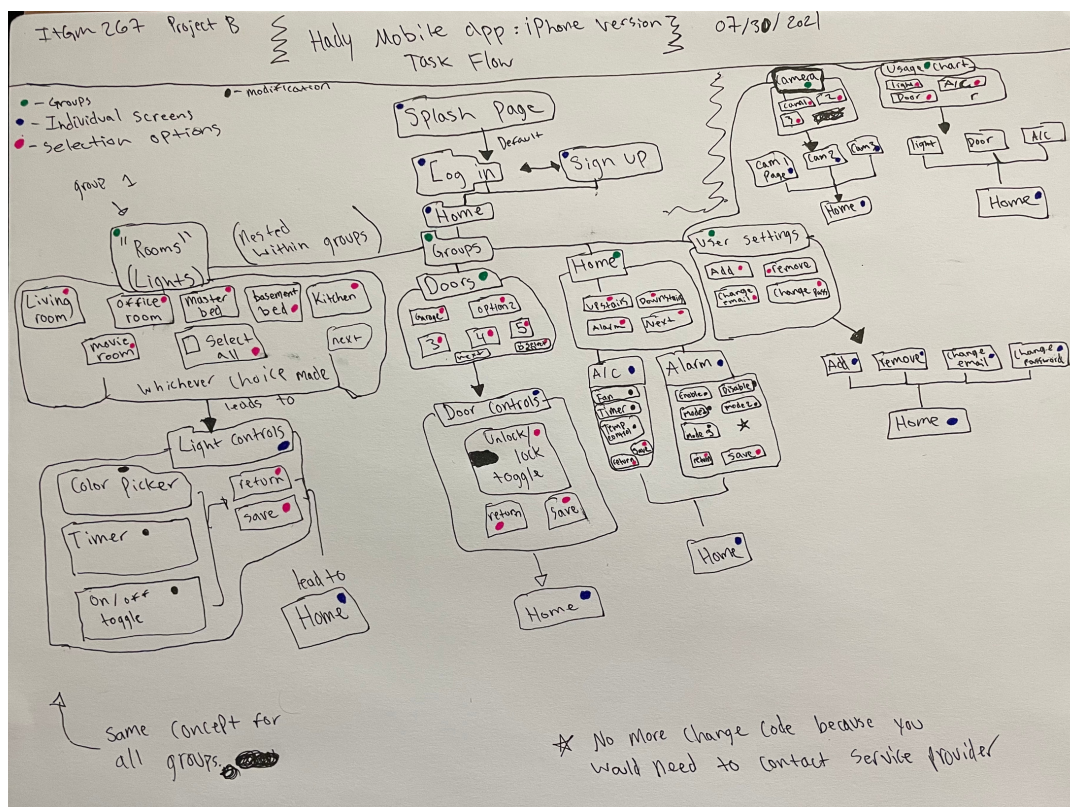 ItGm 267 Project B
Hady Mobile app : iPhone version
07/30/2021
Task Flow
- Groups
- modification
- Individual Screens
- Selection options
Splash Page
Default
Log in
Sign up
Home
Groups
group 1
"Rooms"
(Lights)
(Nested
within groups)
Living
room
office
room
master
bed
basement
bed
Kitchen
movie
room
Select
all
next
Whichever choice made
leads to
Light Controls
Color Picker
Timer
On/off
toggle
return
save
lead to
Home
Doors
Garage
option 2
3
4
5
next
Door Controls
Unlock/
lock
toggle
return
Save
Home
Home
Upstairs
Downstairs
Alarm
Next
A/C
Fan
Timer
Temp
control
return
Save
Alarm
Enable
Disable
mode 2
mode 3
return
Save
Home
User settings
Add
remove
Change
email
Change pass
Add
remove
Change
email
Change
password
Home
Kamera
Cam 1
2
3
Cam 1
Page
Cam 2
Cam 3
Home
Usage Chart
light
A/C
Door
light
Door
A/C
Home
Same concept for
all groups.
No More Change Code because you
would need to contact Service provider